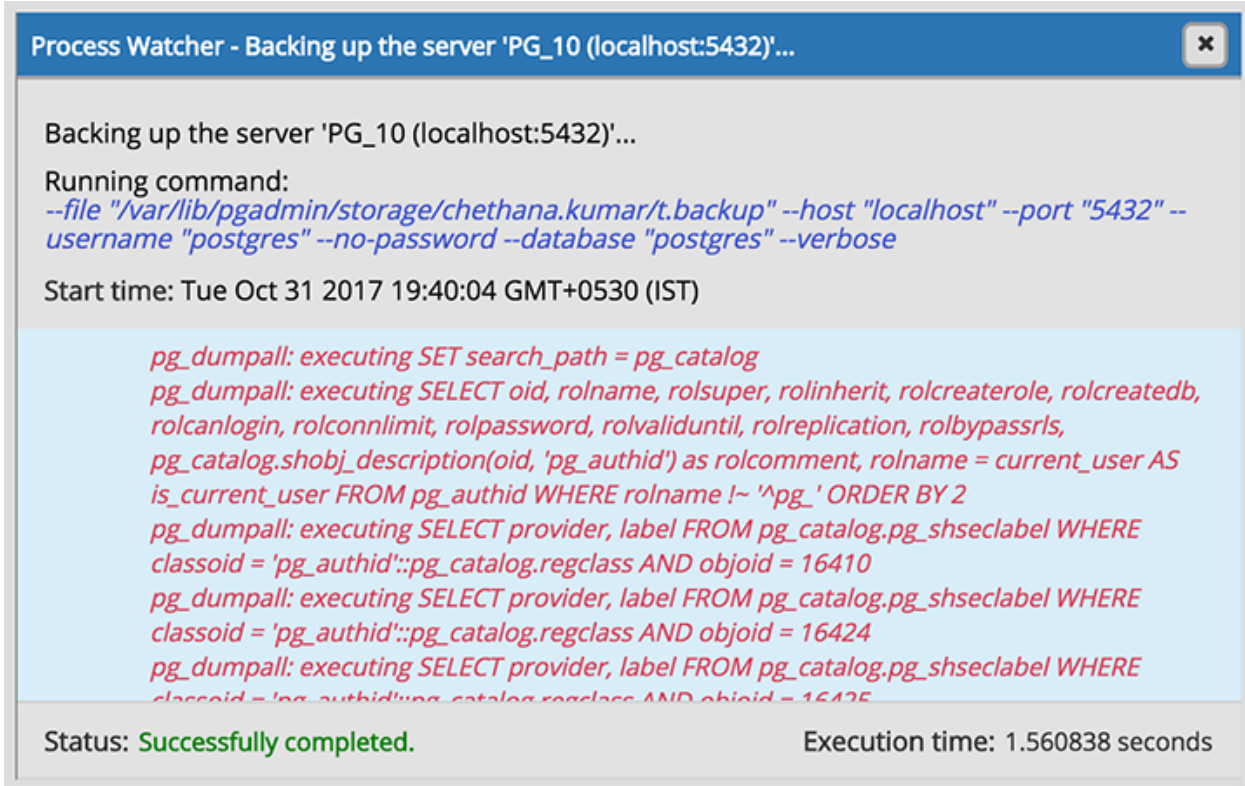 Process Watcher - Backing up the server 'PG_10 (localhost:5432)'...
Backing up the server 'PG_10 (localhost:5432)'...
Running command:
--file "/var/lib/pgadmin/storage/chethana.kumar/t.backup" --host "localhost" --port "5432" --
username "postgres" --no-password --database "postgres" --verbose
Start time: Tue Oct 31 2017 19:40:04 GMT+0530 (IST)
pg_dumpall: executing SET search_path = pg_catalog
pg_dumpall: executing SELECT oid, rolname, rolsuper, rolinherit, rolcreaterole, rolcreatedb,
rolcanlogin, rolconnlimit, rolpassword, rolvaliduntil, rolreplication, rolbypassrls,
pg_catalog.shobj_description(oid, 'pg_authid') as rolcomment, rolname = current_user AS
is_current_user FROM pg_authid WHERE rolname !~ '^pg_' ORDER BY 2
pg_dumpall: executing SELECT provider, label FROM pg_catalog.pg_shseclabel WHERE
classoid = 'pg_authid'::pg_catalog.regclass AND objoid = 16410
pg_dumpall: executing SELECT provider, label FROM pg_catalog.pg_shseclabel WHERE
classoid = 'pg_authid'::pg_catalog.regclass AND objoid = 16424
pg_dumpall: executing SELECT provider, label FROM pg_catalog.pg_shseclabel WHERE
classoid = 'pg_authid'::pg_catalog.regclass AND objoid = 16425
Status: Successfully completed.
Execution time: 1.560838 seconds